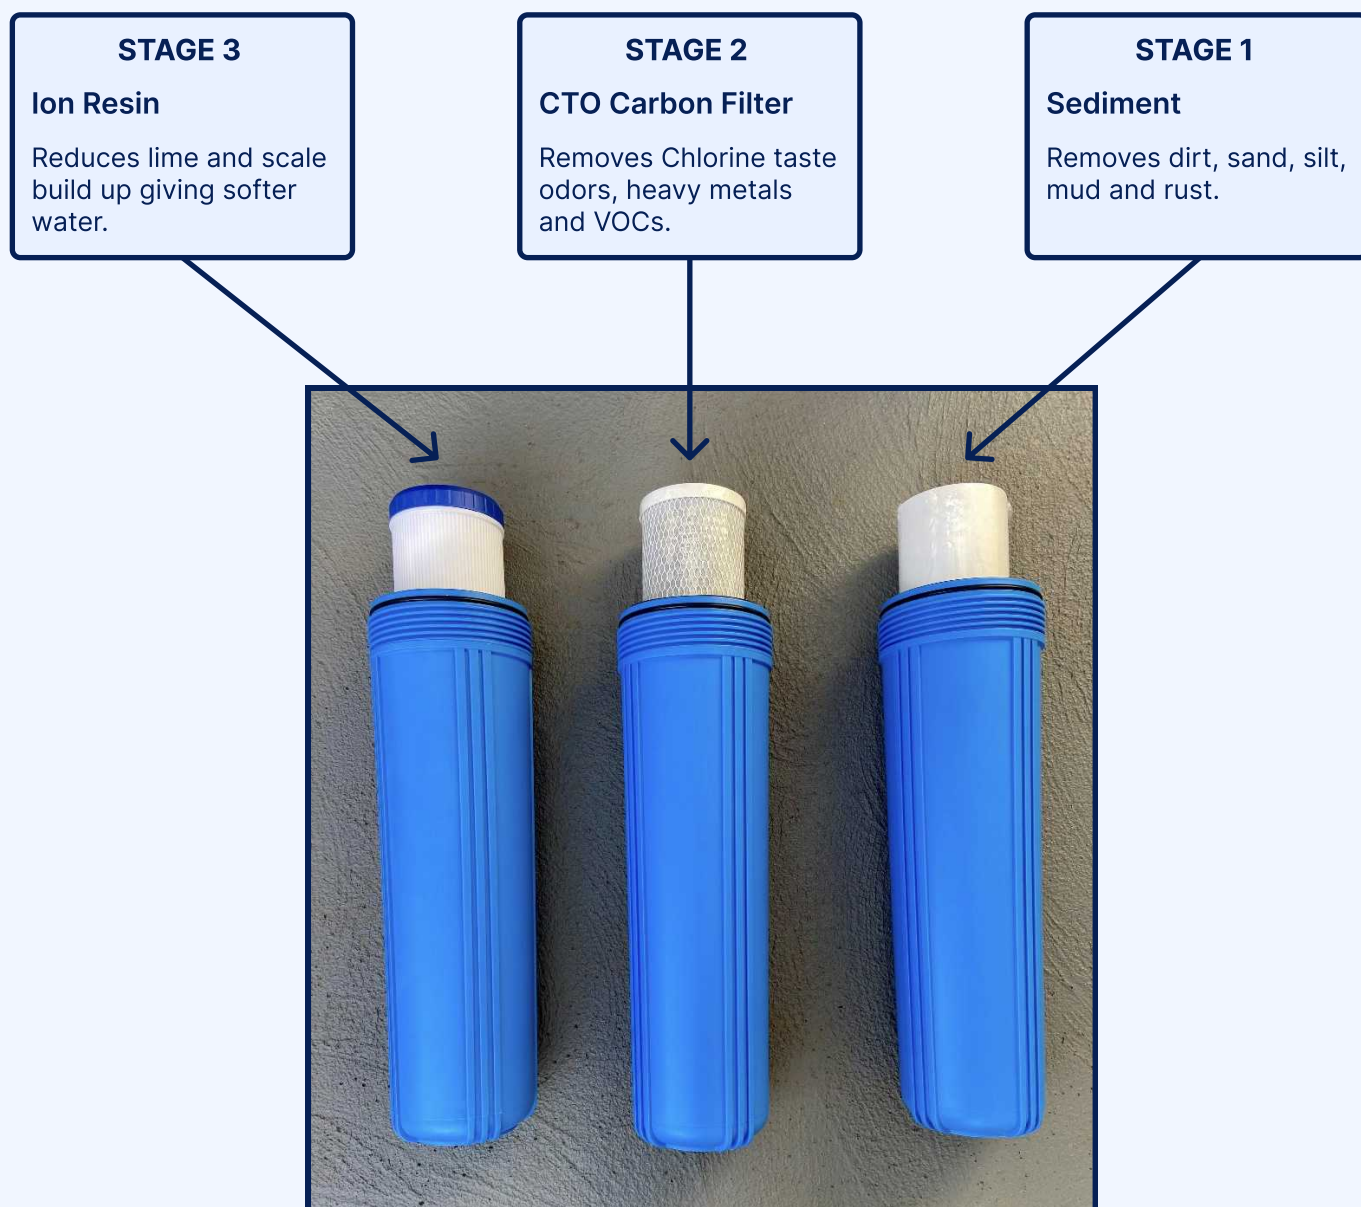 STAGE 3
Ion Resin
Reduces lime and scale
build up giving softer
water.
STAGE 2
CTO Carbon Filter
Removes Chlorine taste
odors, heavy metals
and VOCs.
STAGE 1
Sediment
Removes dirt, sand, silt,
mud and rust.